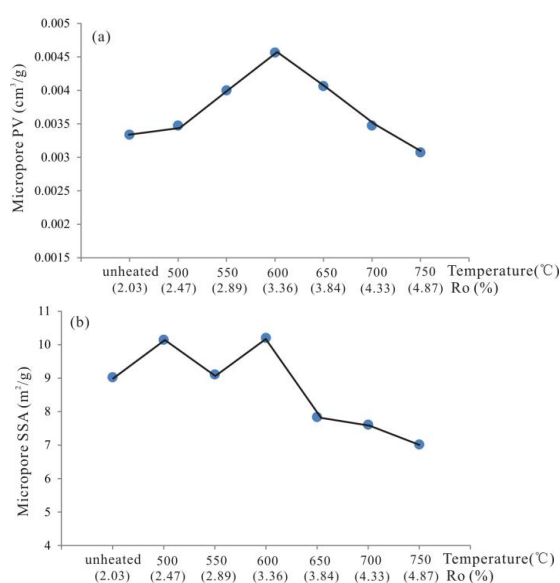 (a)
Micropore PV (cm³/g)
0.005
0.0045
0.004
0.0035
0.003
0.0025
0.002
0.0015
unheated 500 550 600 650 700 750 Temperature(℃)
(2.03) (2.47) (2.89) (3.36) (3.84) (4.33) (4.87) Ro (%)
(b)
Micropore SSA (m²/g)
11
10
9
8
7
6
5
4
unheated 500 550 600 650 700 750 Temperature(℃)
(2.03) (2.47) (2.89) (3.36) (3.84) (4.33) (4.87) Ro (%)